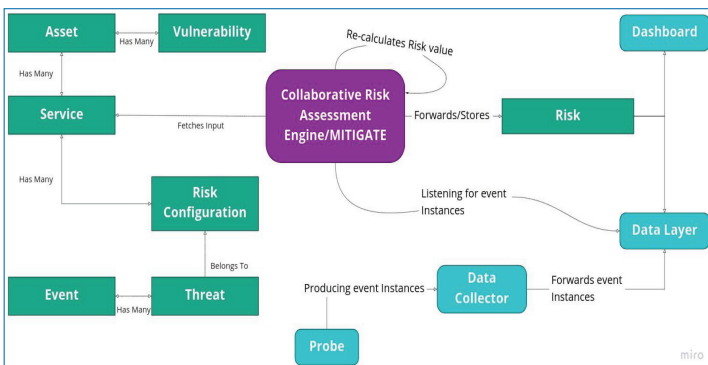 Asset
Has Many
Vulnerability
Re-calculates Risk value
Dashboard
Has Many
Collaborative Risk
Assessment
Engine/MITIGATE
Service
Fetches Input
Forwards/Stores
Risk
Has Many
Risk
Configuration
Listening for event
Instances
Data Layer
Belongs To
Event
Has Many
Threat
Producing event Instances
Data
Collector
Forwards event
Instances
Probe
miro